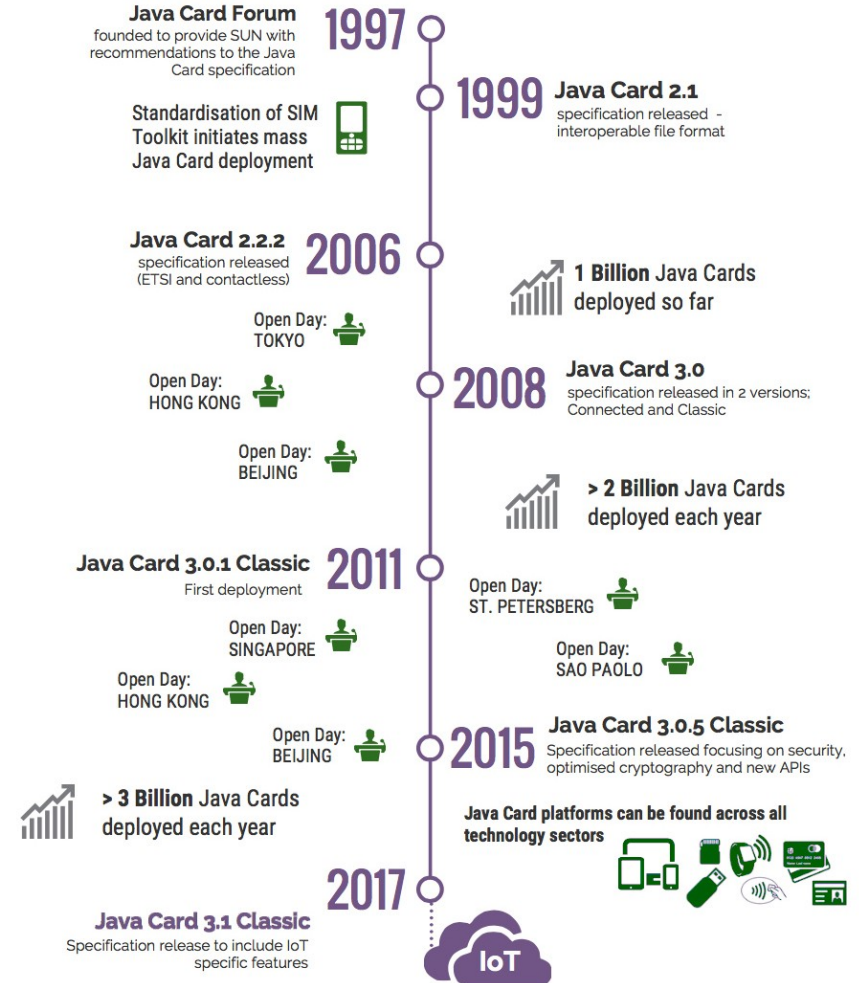 Java Card Forum
founded to provide SUN with
recommendations to the Java
Card specification
1997
1999
Java Card 2.1
specification released -
interoperable file format
Standardisation of SIM
Toolkit initiates mass
Java Card deployment
Java Card 2.2.2
specification released
(ETSI and contactless)
2006
1 Billion Java Cards
deployed so far
Open Day:
TOKYO
Open Day:
HONG KONG
2008
Java Card 3.0
specification released in 2 versions;
Connected and Classic
Open Day:
BEIJING
> 2 Billion Java Cards
deployed each year
Java Card 3.0.1 Classic
First deployment
2011
Open Day:
ST. PETERSBERG
Open Day:
SINGAPORE
Open Day:
SAO PAOLO
Open Day:
HONG KONG
Open Day:
BEIJING
2015
Java Card 3.0.5 Classic
Specification released focusing on security,
optimised cryptography and new APIs
> 3 Billion Java Cards
deployed each year
Java Card platforms can be found across all
technology sectors
2017
Java Card 3.1 Classic
Specification release to include IoT
specific features
IoT